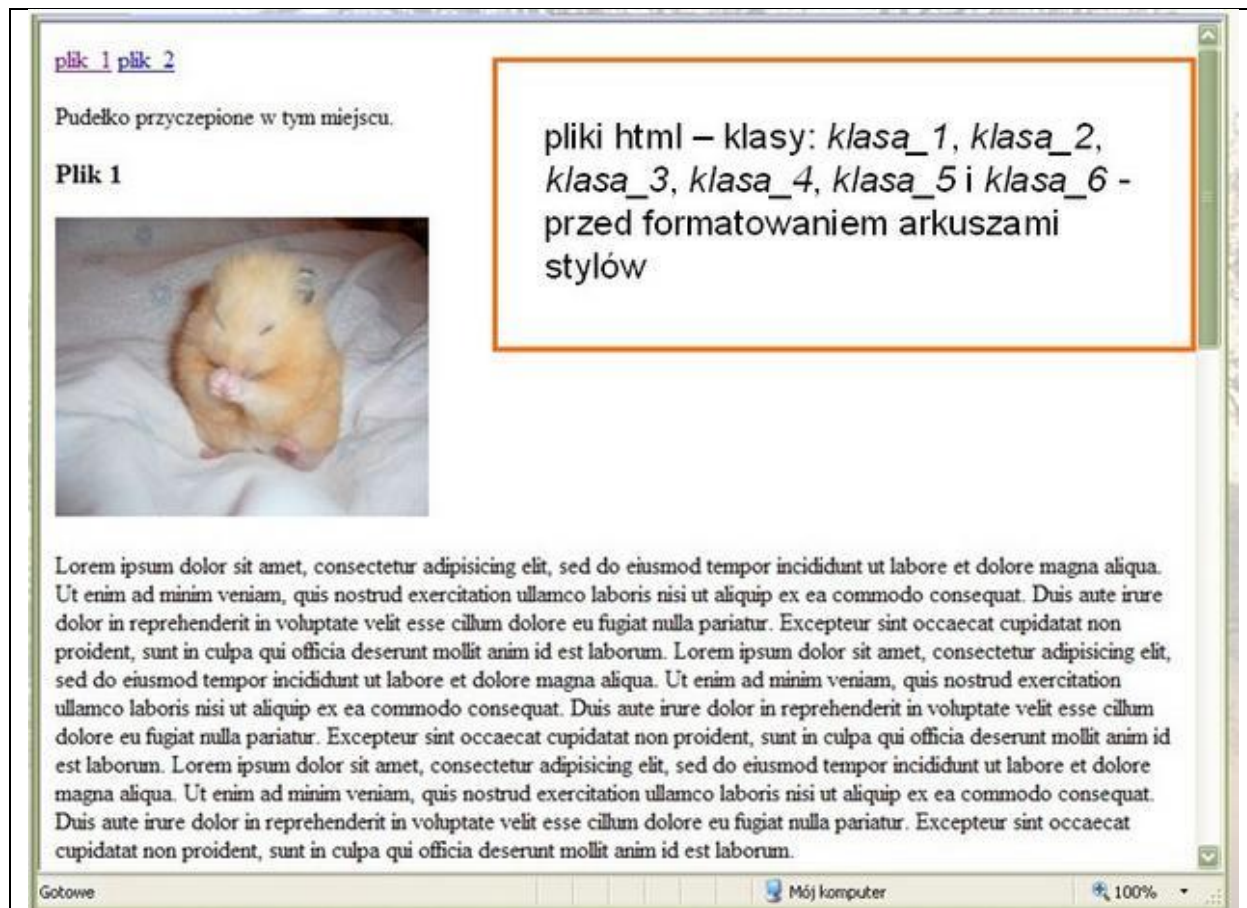 plik_1 plik_2
Pudełko przyczepione w tym miejscu.
Plik 1
pliki html – klasy: klasa_1, klasa_2,
klasa_3, klasa_4, klasa_5 i klasa_6 -
przed formatowaniem arkuszami
stylów
Lorem ipsum dolor sit amet, consectetur adipisicing elit, sed do eiusmod tempor incididunt ut labore et dolore magna aliqua.
Ut enim ad minim veniam, quis nostrud exercitation ullamco laboris nisi ut aliquip ex ea commodo consequat. Duis aute irure
dolor in reprehenderit in voluptate velit esse cillum dolore eu fugiat nulla pariatur. Excepteur sint occaecat cupidatat non
proident, sunt in culpa qui officia deserunt mollit anim id est laborum. Lorem ipsum dolor sit amet, consectetur adipisicing elit,
sed do eiusmod tempor incididunt ut labore et dolore magna aliqua. Ut enim ad minim veniam, quis nostrud exercitation
ullamco laboris nisi ut aliquip ex ea commodo consequat. Duis aute irure dolor in reprehenderit in voluptate velit esse cillum
dolore eu fugiat nulla pariatur. Excepteur sint occaecat cupidatat non proident, sunt in culpa qui officia deserunt mollit anim id
est laborum. Lorem ipsum dolor sit amet, consectetur adipisicing elit, sed do eiusmod tempor incididunt ut labore et dolore
magna aliqua. Ut enim ad minim veniam, quis nostrud exercitation ullamco laboris nisi ut aliquip ex ea commodo consequat.
Duis aute irure dolor in reprehenderit in voluptate velit esse cillum dolore eu fugiat nulla pariatur. Excepteur sint occaecat
cupidatat non proident, sunt in culpa qui officia deserunt mollit anim id est laborum.
Gotowe Mój komputer 100%